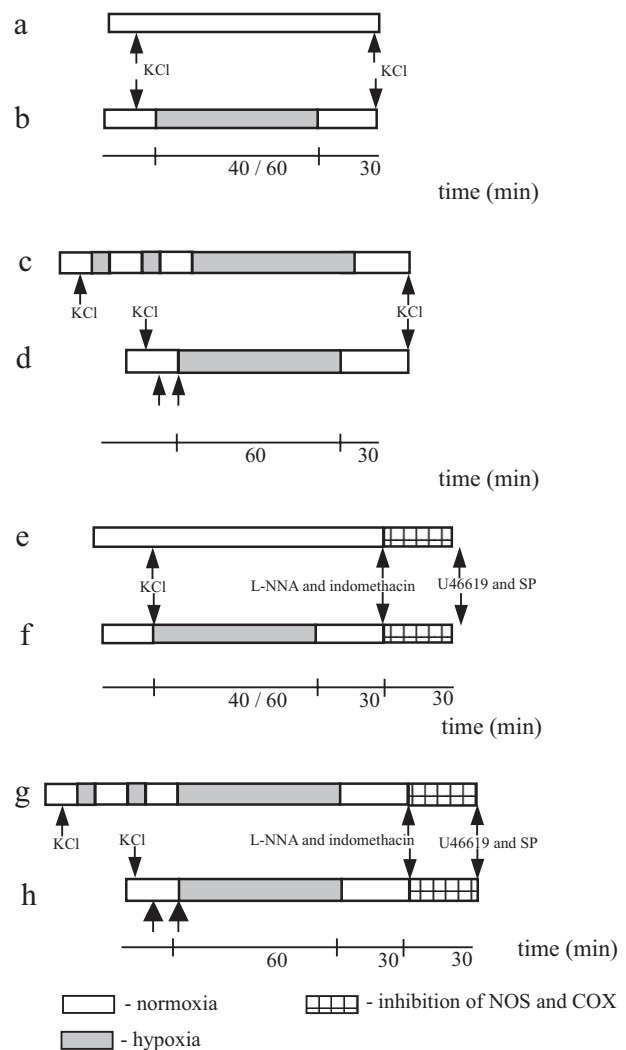 a
KCl KCl
b
40 / 60 30
time (min)
c
KCl KCl KCl
d
60 30
time (min)
e
KCl L-NNA and indomethacin U46619 and SP
f
40 / 60 30 30
time (min)
g
KCl KCl L-NNA and indomethacin U46619 and SP
h
60 30 30 time (min)
- normoxia - inhibition of NOS and COX
- hypoxia